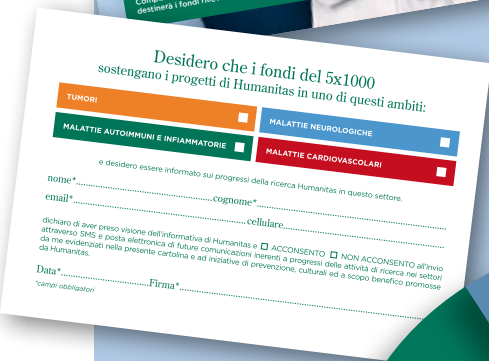 destinerà i fondi
Desidero che i fondi del 5x1000
sostengano i progetti di Humanitas in uno di questi ambiti:
TUMORI
MALATTIE NEUROLOGICHE
MALATTIE AUTOIMMUNI E INFIAMMATORIE
MALATTIE CARDIOVASCOLARI
e desidero essere informato sui progressi della ricerca Humanitas in questo settore.
nome*..............................cognome*..............................
email*..............................cellulare..............................
dichiaro di aver preso visione dell'informativa di Humanitas e ☐ ACCONSENTO ☐ NON ACCONSENTO all'invio
attraverso SMS e posta elettronica di future comunicazioni inerenti a progressi delle attività di ricerca nei settori
da me evidenziati nella presente cartolina e ad iniziative di prevenzione, culturali ed a scopo benefico promosse
da Humanitas.
Data*..............................Firma*..............................
*campi obbligatori